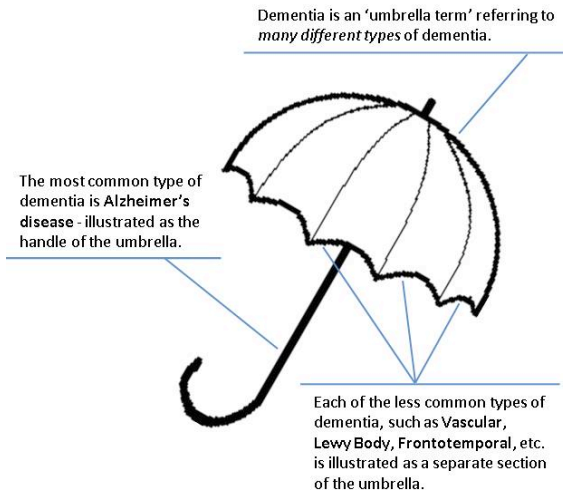 Dementia is an ‘umbrella term’ referring to
many different types of dementia.
The most common type of
dementia is Alzheimer’s
disease - illustrated as the
handle of the umbrella.
Each of the less common types of
dementia, such as Vascular,
Lewy Body, Frontotemporal, etc.
is illustrated as a separate section
of the umbrella.